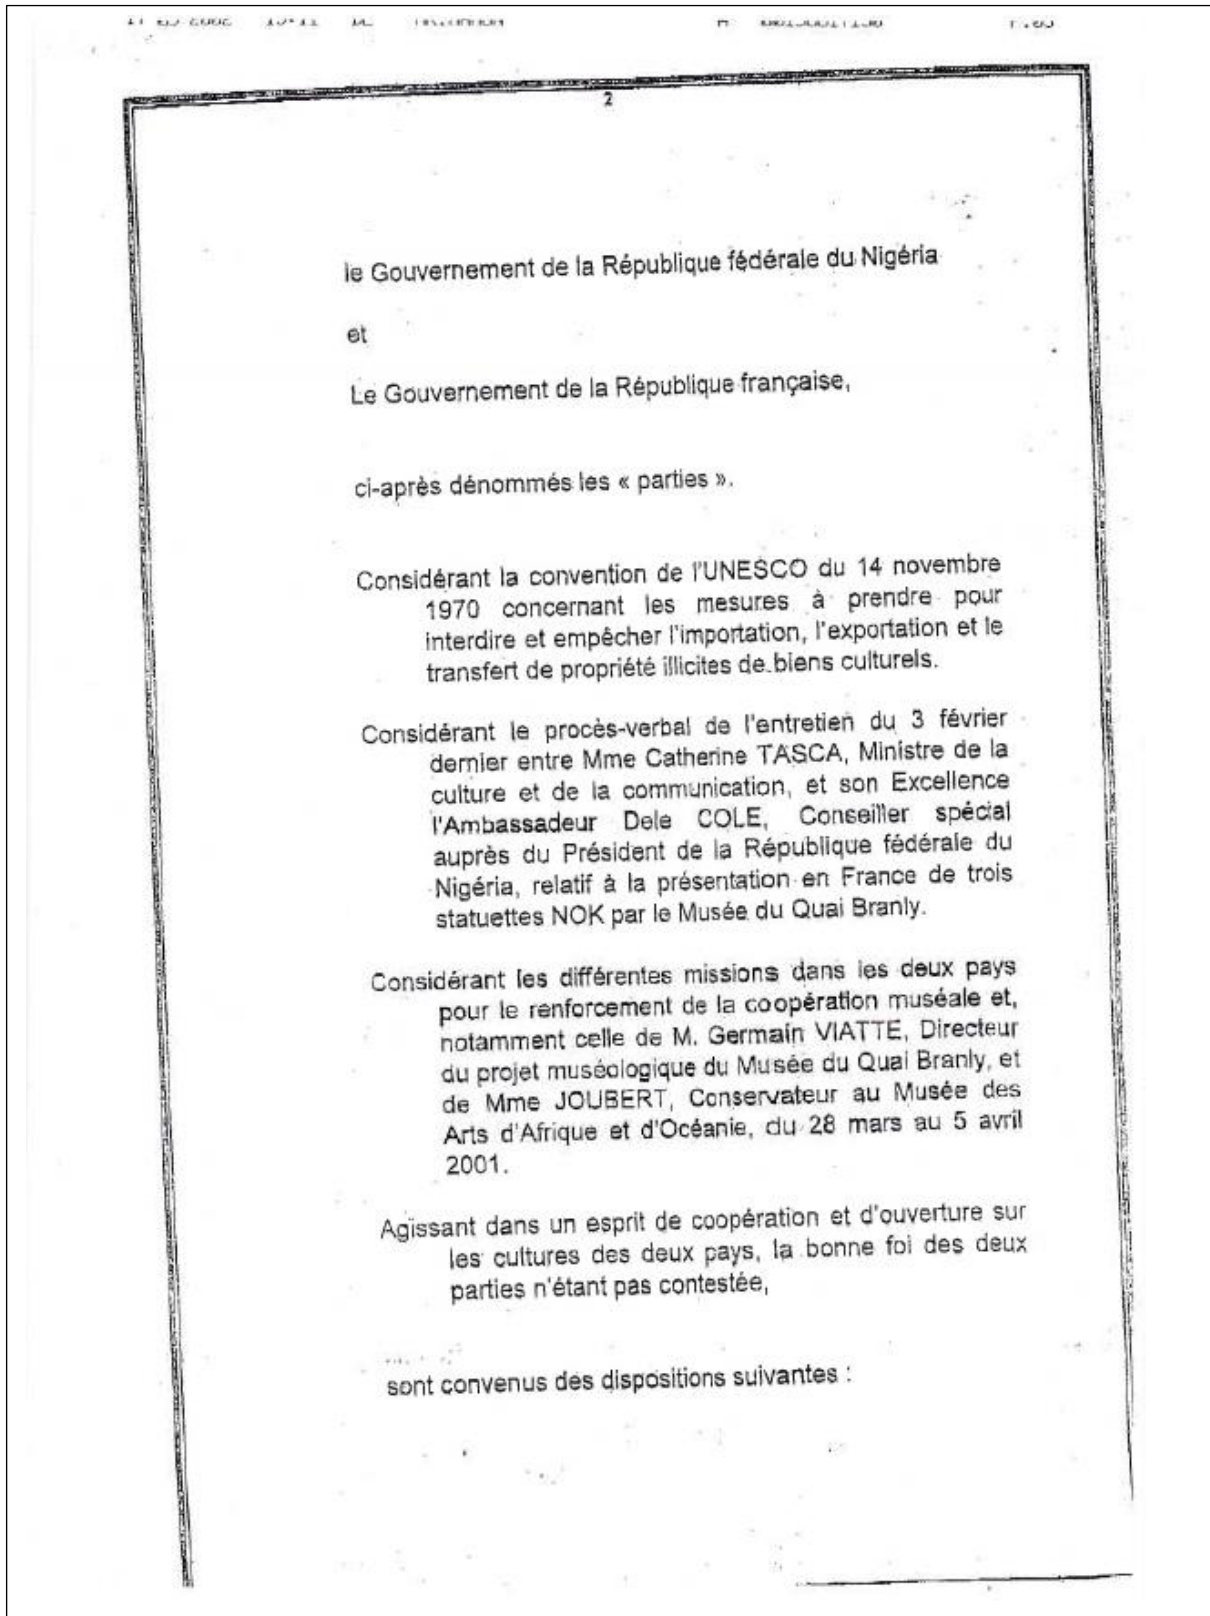 2
le Gouvernement de la République fédérale du Nigéria
et
Le Gouvernement de la République française,
ci-après dénommés les « parties ».
Considérant la convention de l'UNESCO du 14 novembre
1970 concernant les mesures à prendre pour
interdire et empêcher l'importation, l'exportation et le
transfert de propriété illicites de biens culturels.
Considérant le procès-verbal de l'entretien du 3 février
dernier entre Mme Catherine TASCA, Ministre de la
culture et de la communication, et son Excellence
l'Ambassadeur Dele COLE, Conseiller spécial
auprès du Président de la République fédérale du
Nigéria, relatif à la présentation en France de trois
statuettes NOK par le Musée du Quai Branly.
Considérant les différentes missions dans les deux pays
pour le renforcement de la coopération muséale et,
notamment celle de M. Germain VIATTE, Directeur
du projet muséologique du Musée du Quai Branly, et
de Mme JOUBERT, Conservateur au Musée des
Arts d'Afrique et d'Océanie, du 28 mars au 5 avril
2001.
Agissant dans un esprit de coopération et d'ouverture sur
les cultures des deux pays, la bonne foi des deux
parties n'étant pas contestée,
sont convenus des dispositions suivantes :